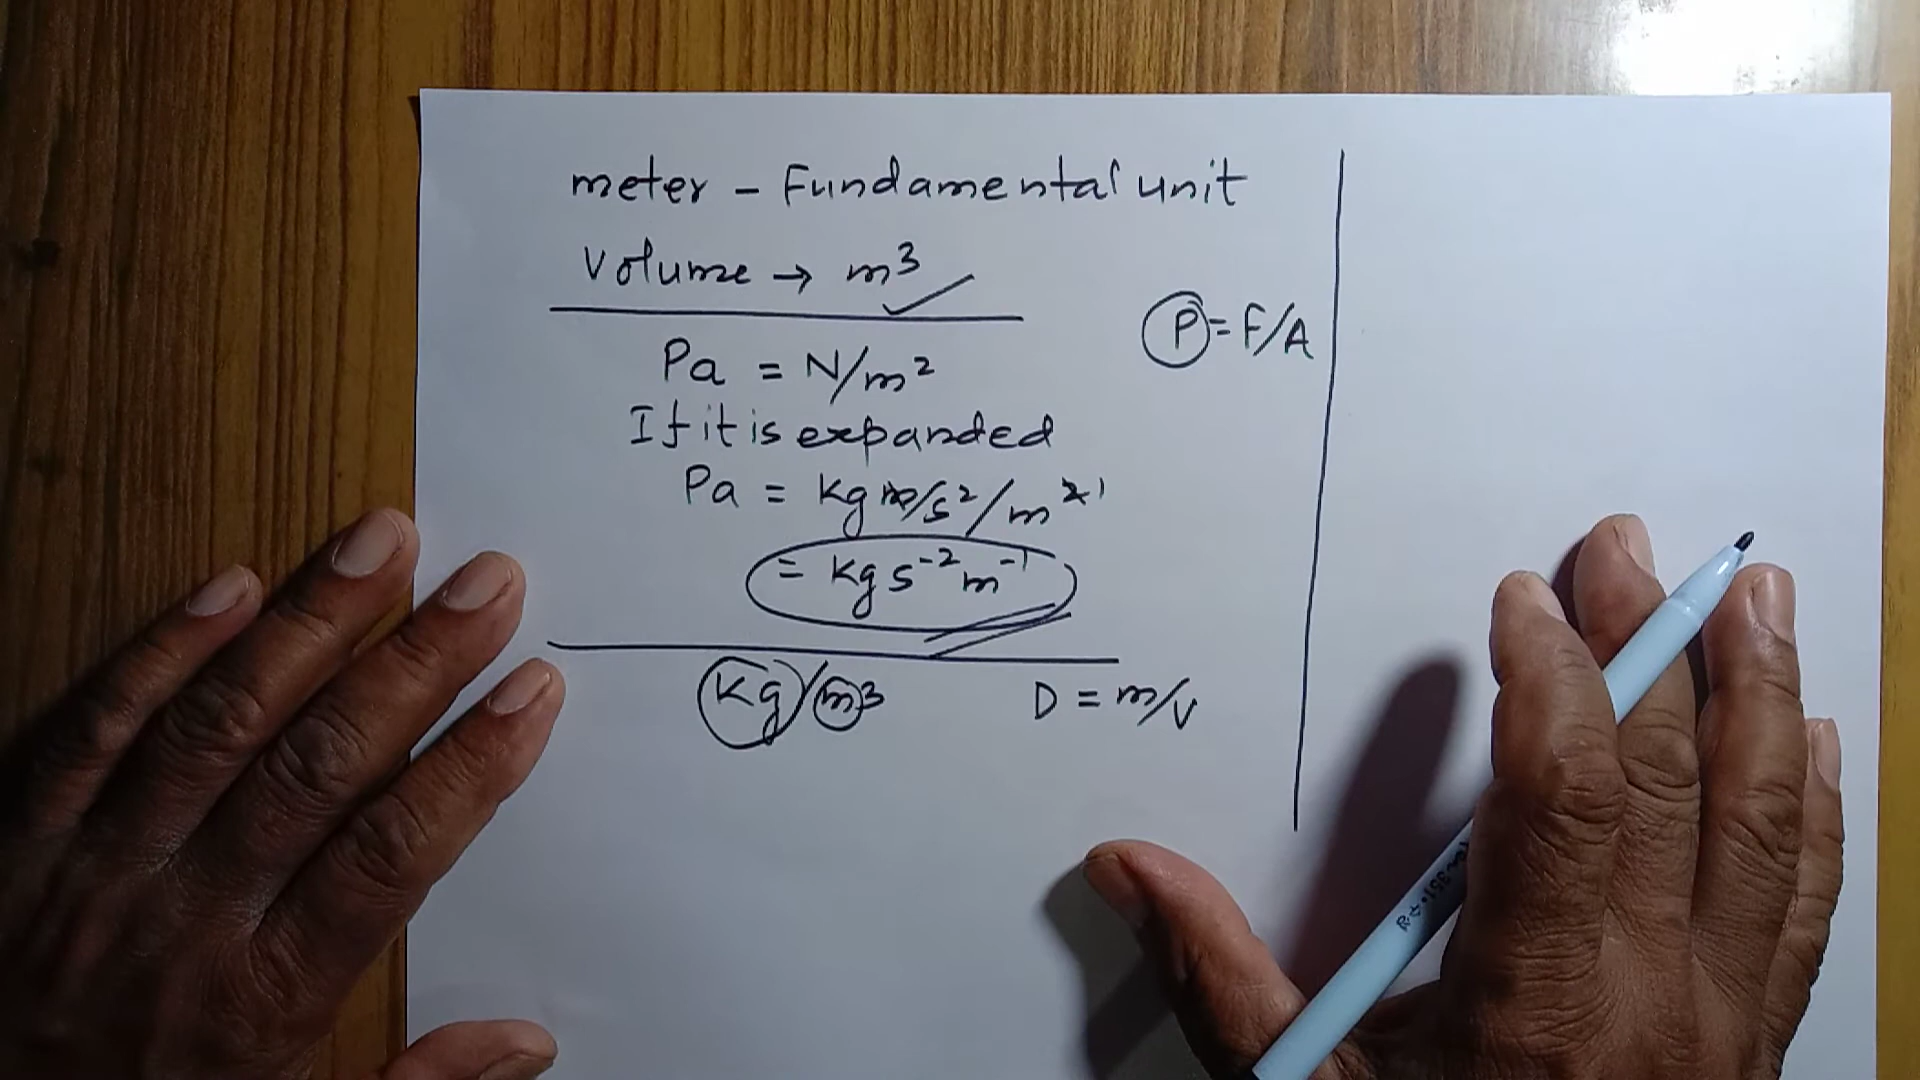 meter - Fundamental unit
Volume → m³
P = F/A
Pa = N/m²
If it is expanded
Pa = kg m/s²/m² 1
= kg s⁻² m⁻¹
Kg/m³
D = m/v